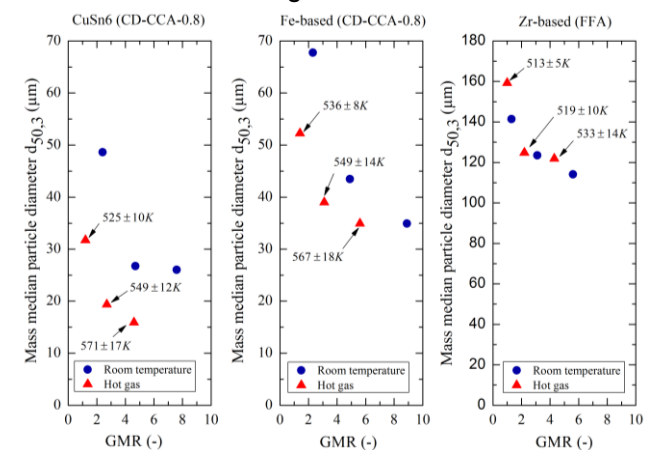 CuSn6 (CD-CCA-0.8)
Mass median particle diameter d50,3 (μm)
70
60
50
40
30
20
10
0
525±10K
549±12K
571±17K
Room temperature
Hot gas
0 2 4 6 8 10
GMR (-)
Fe-based (CD-CCA-0.8)
Mass median particle diameter d50,3 (μm)
70
60
50
40
30
20
10
0
536±8K
549±14K
567±18K
Room temperature
Hot gas
0 2 4 6 8 10
GMR (-)
Zr-based (FFA)
Mass median particle diameter d50,3 (μm)
180
160
140
120
100
80
60
40
20
0
513±5K
519±10K
533±14K
Room temperature
Hot gas
0 2 4 6 8 10
GMR (-)